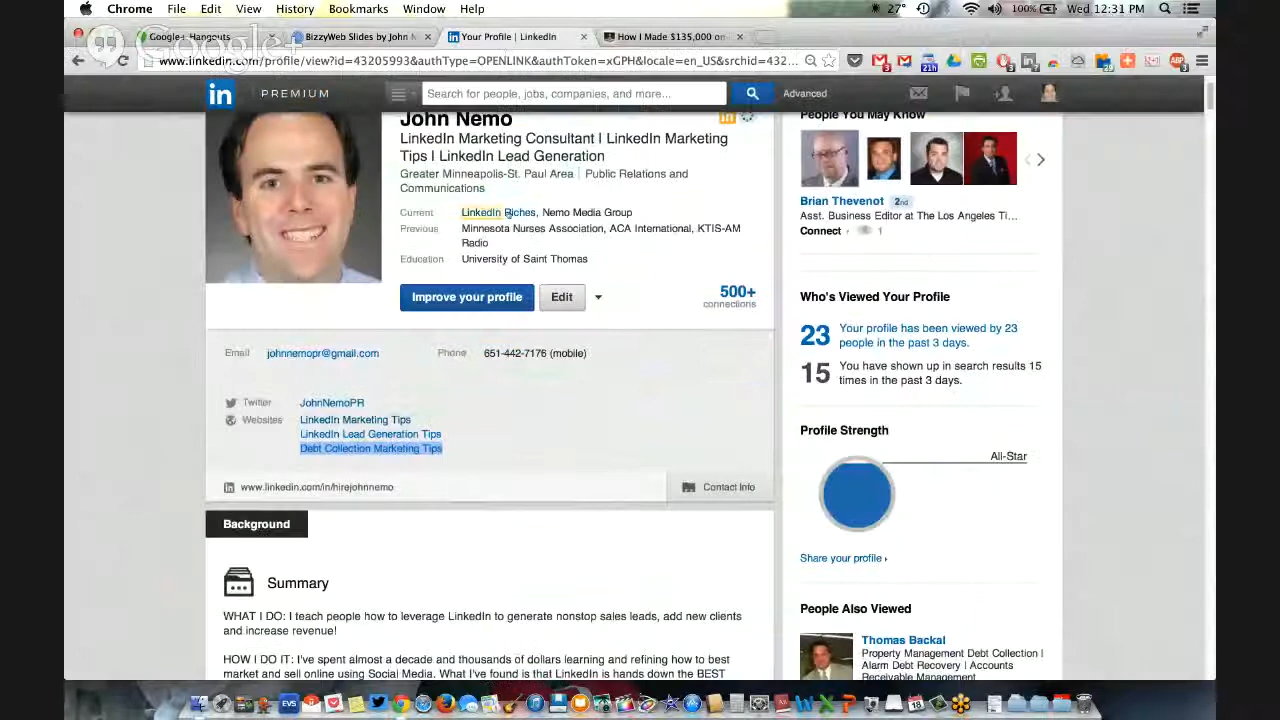 Chrome File Edit View History Bookmarks Window Help
27° 100% Wed 12:31 PM
Google+ Hangouts
BizzyWeb Slides by John N
Your Profile | LinkedIn
How I Made $135,000 on
Google+
www.linkedin.com/profile/view?id=43205993&authType=OPENLINK&authToken=xGPH&locale=en_US&srchid=432...
in PREMIUM
Search for people, jobs, companies, and more...
Advanced
John Nemo
LinkedIn Marketing Consultant I LinkedIn Marketing
Tips I LinkedIn Lead Generation
Greater Minneapolis-St. Paul Area | Public Relations and
Communications
Current LinkedIn Riches, Nemo Media Group
Previous Minnesota Nurses Association, ACA International, KTIS-AM
Radio
Education University of Saint Thomas
Improve your profile Edit
500+
connections
Email johnnemopr@gmail.com Phone 651-442-7176 (mobile)
Twitter JohnNemoPR
Websites LinkedIn Marketing Tips
LinkedIn Lead Generation Tips
Debt Collection Marketing Tips
www.linkedin.com/in/hirejohnnemo
Contact Info
Background
Summary
WHAT I DO: I teach people how to leverage LinkedIn to generate nonstop sales leads, add new clients
and increase revenue!
HOW I DO IT: I've spent almost a decade and thousands of dollars learning and refining how to best
market and sell online using Social Media. What I've found is that LinkedIn is hands down the BEST
People You May Know
Brian Thevenot 2nd
Asst. Business Editor at The Los Angeles Ti...
Connect 1
Who's Viewed Your Profile
23 Your profile has been viewed by 23
people in the past 3 days.
15 You have shown up in search results 15
times in the past 3 days.
Profile Strength
All-Star
Share your profile
People Also Viewed
Thomas Backal
Property Management Debt Collection |
Alarm Debt Recovery | Accounts
Receivable Management
EVS
18